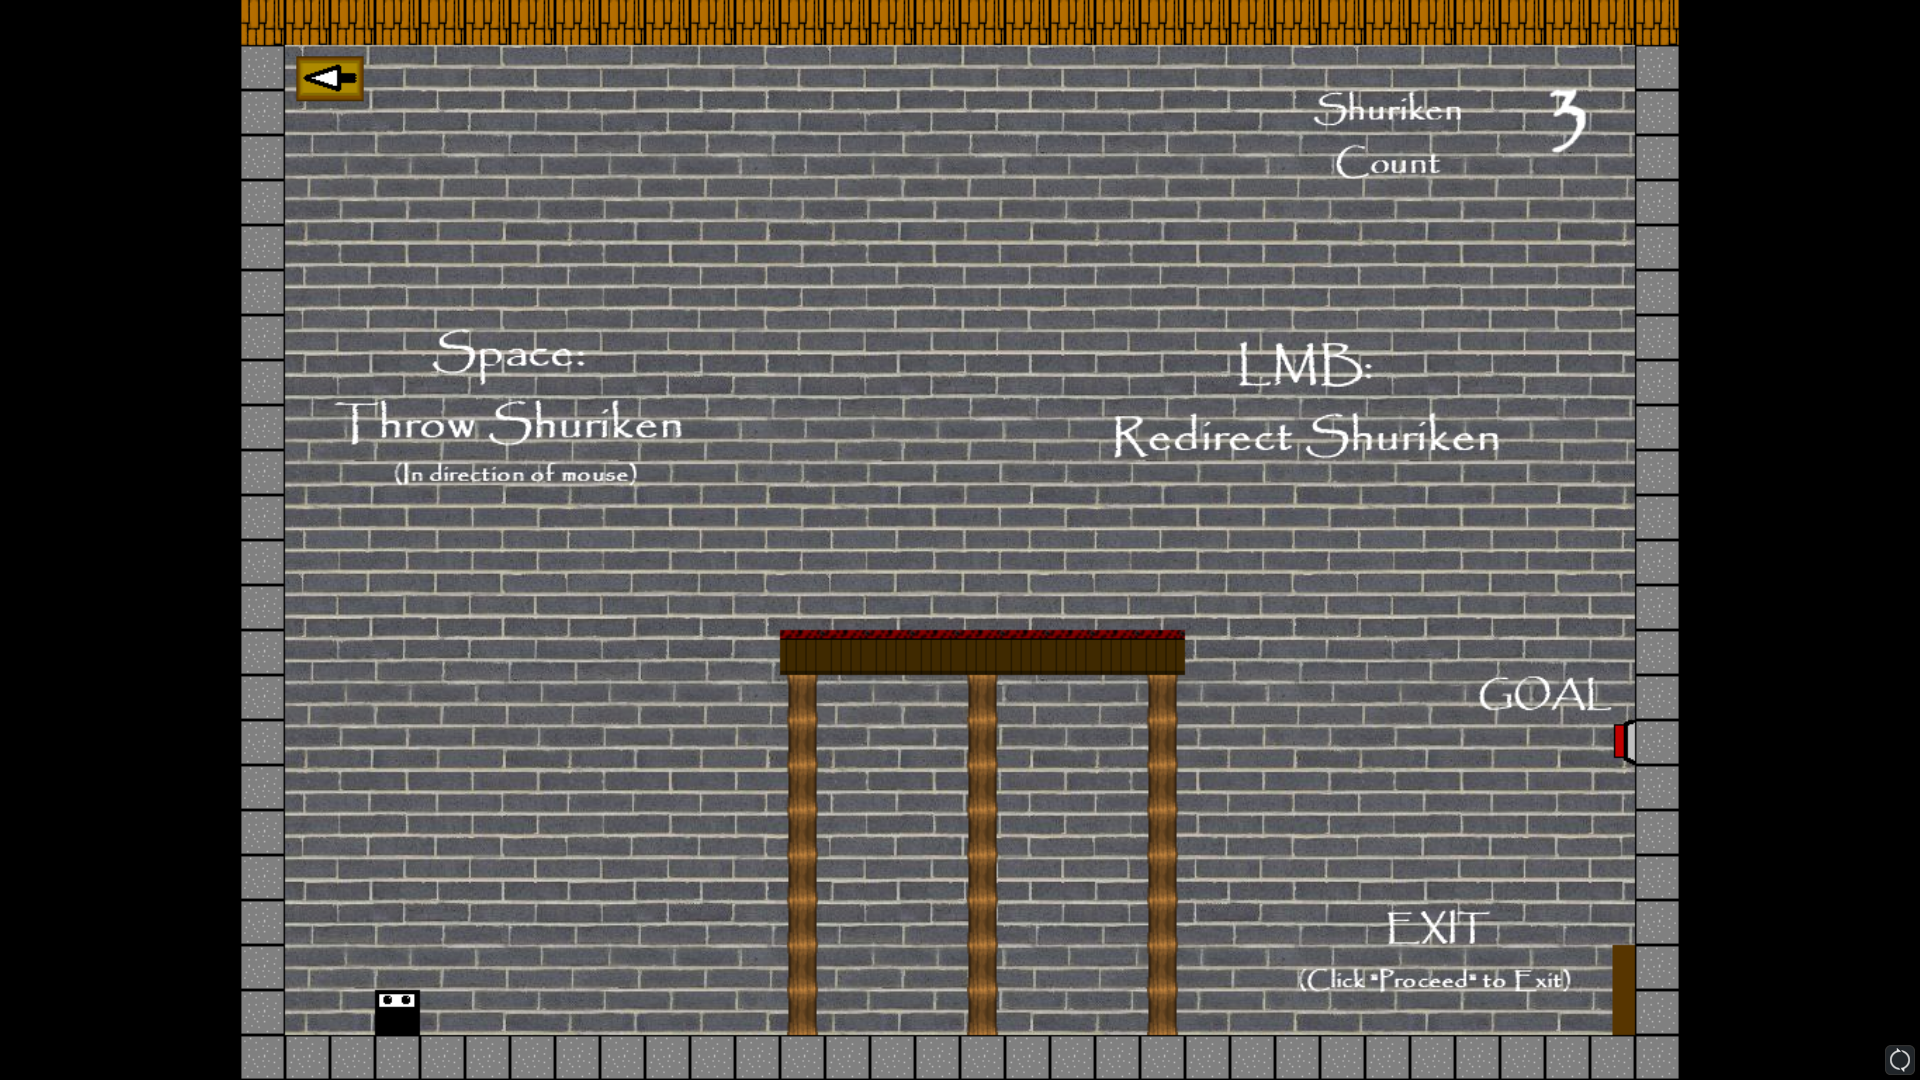 Shuriken
Count
3
Space:
Throw Shuriken
(In direction of mouse)
LMB:
Redirect Shuriken
GOAL
EXIT
(Click "Proceed" to Exit)